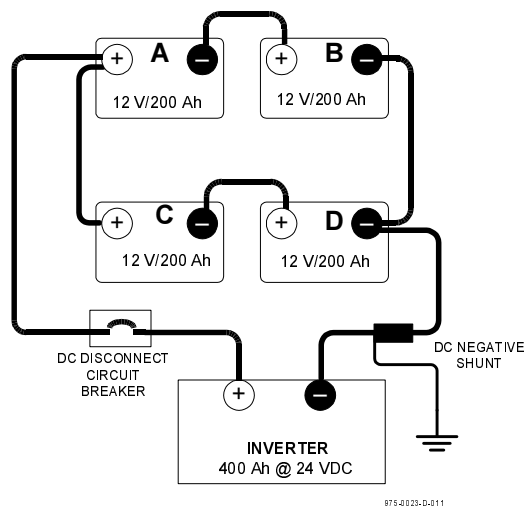 A
B
12 V/200 Ah
12 V/200 Ah
C
D
12 V/200 Ah
12 V/200 Ah
DC DISCONNECT
CIRCUIT
BREAKER
DC NEGATIVE
SHUNT
INVERTER
400 Ah @ 24 VDC
975-0023-D-011